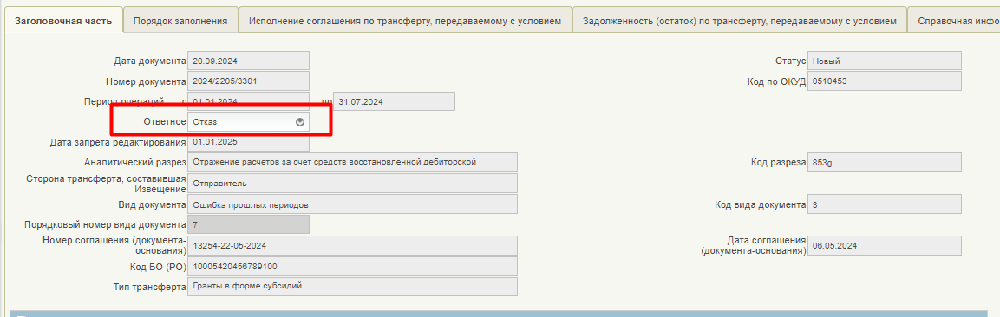 Заголовочная часть Порядок заполнения Исполнение соглашения по трансферту, передаваемому с условием Задолженность (остаток) по трансферту, передаваемому с условием Справочная инфо
Дата документа 20.09.2024 Статус Новый
Номер документа 2024/2205/3301 Код по ОКУД 0510453
Период операций с 01.01.2024 по 31.07.2024
Ответное Отказ
Дата запрета редактирования 01.01.2025
Аналитический разрез Отражение расчетов за счет средств восстановленной дебиторской Код разреза 853g
Сторона трансферта, составившая
Извещение Отправитель
Вид документа Ошибка прошлых периодов Код вида документа 3
Порядковый номер вида документа 7
Номер соглашения (документа-
основания) 13254-22-05-2024 Дата соглашения
(документа-основания) 06.05.2024
Код БО (РО) 10005420456789100
Тип трансферта Гранты в форме субсидий